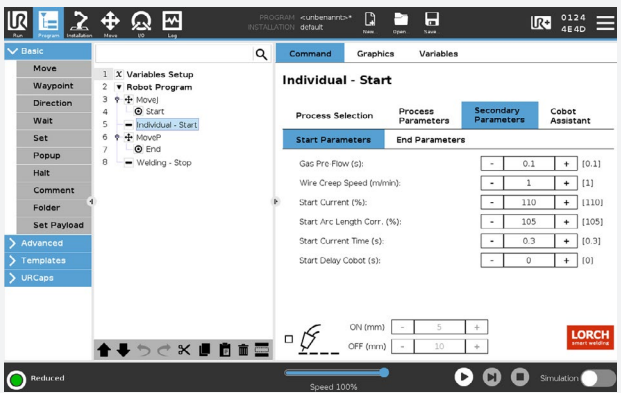 PROGRAM <unbenannt>*
INSTALLATION default
Run Program Installation Move I/O Log
New... Open... Save...
R+
0124
4E4D
Basic
Move
Waypoint
Direction
Wait
Set
Popup
Halt
Comment
Folder
Set Payload
Advanced
Templates
URCaps
1 X Variables Setup
2 Robot Program
3 MoveJ
4 Start
5 Individual - Start
6 MoveP
7 End
8 Welding - Stop
Command Graphics Variables
Individual - Start
Process Selection
Process Parameters
Secondary Parameters
Cobot Assistant
Start Parameters End Parameters
Gas Pre Flow (s): - 0.1 + [0.1]
Wire Creep Speed (m/min): - 1 + [1]
Start Current (%): - 110 + [110]
Start Arc Length Corr. (%): - 105 + [105]
Start Current Time (s): - 0.3 + [0.3]
Start Delay Cobot (s): - 0 + [0]
ON (mm) - 5 +
OFF (mm) - 10 +
LORCH
smart welding
Reduced
Speed 100%
Simulation